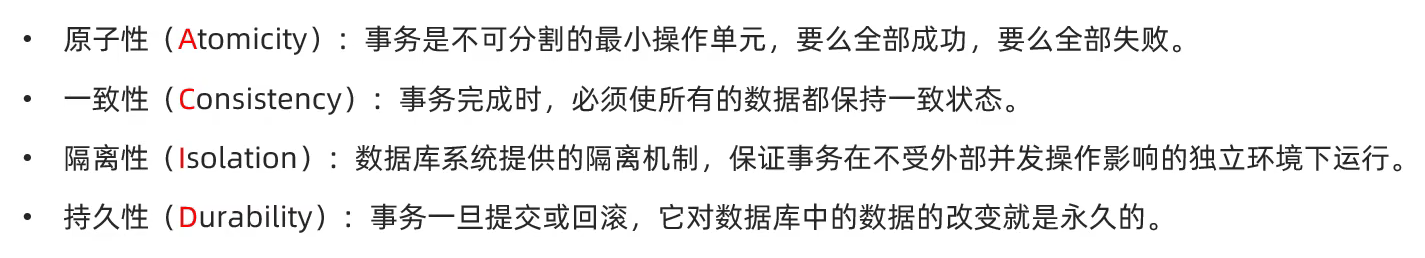 • 原子性（Atomicity）：事务是不可分割的最小操作单元，要么全部成功，要么全部失败。
• 一致性（Consistency）：事务完成时，必须使所有的数据都保持一致状态。
• 隔离性（Isolation）：数据库系统提供的隔离机制，保证事务在不受外部并发操作影响的独立环境下运行。
• 持久性（Durability）：事务一旦提交或回滚，它对数据库中的数据的改变就是永久的。